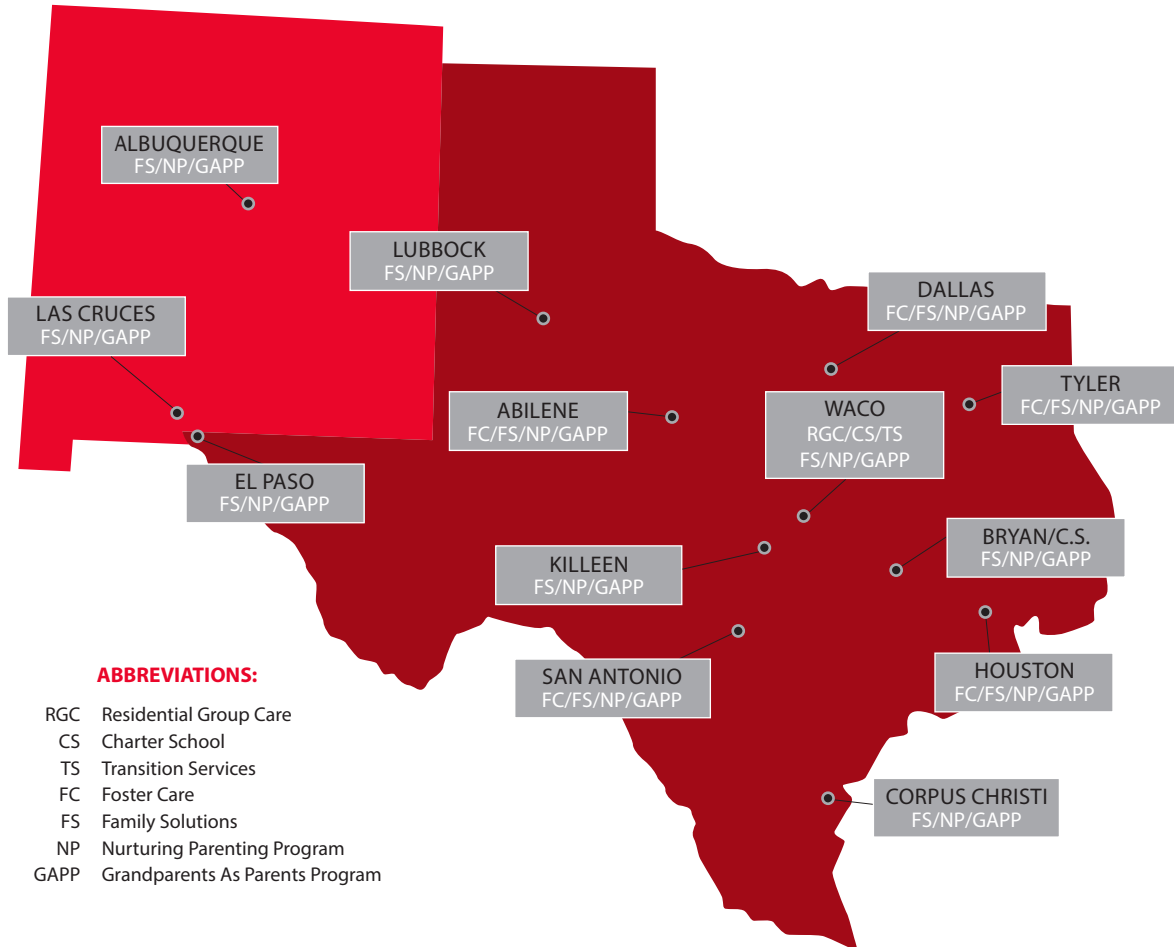 ALBUQUERQUE
FS/NP/GAPP
LUBBOCK
FS/NP/GAPP
DALLAS
FC/FS/NP/GAPP
LAS CRUCES
FS/NP/GAPP
TYLER
FC/FS/NP/GAPP
ABILENE
FC/FS/NP/GAPP
WACO
RGC/CS/TS
FS/NP/GAPP
EL PASO
FS/NP/GAPP
BRYAN/C.S.
FS/NP/GAPP
KILLEEN
FS/NP/GAPP
SAN ANTONIO
FC/FS/NP/GAPP
HOUSTON
FC/FS/NP/GAPP
CORPUS CHRISTI
FS/NP/GAPP
ABBREVIATIONS:
RGC Residential Group Care
CS Charter School
TS Transition Services
FC Foster Care
FS Family Solutions
NP Nurturing Parenting Program
GAPP Grandparents As Parents Program